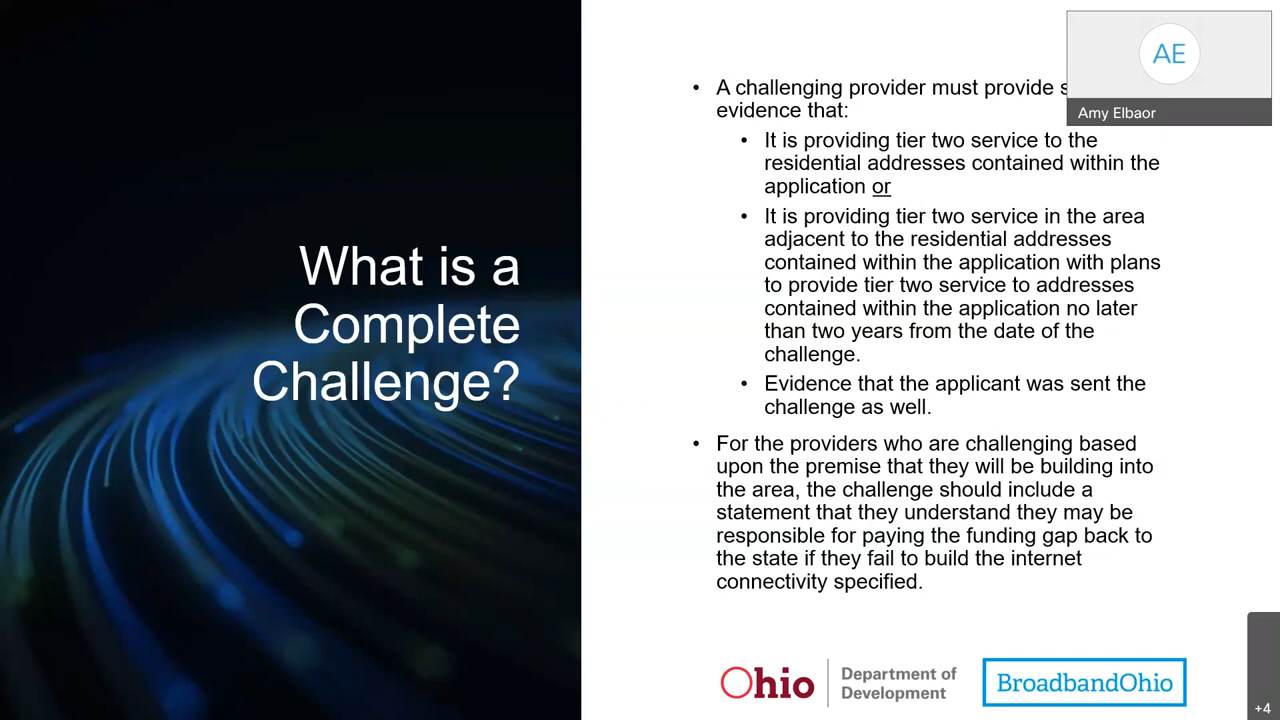 What is a
Complete
Challenge?
• A challenging provider must provide
evidence that:
• It is providing tier two service to the
residential addresses contained within the
application or
• It is providing tier two service in the area
adjacent to the residential addresses
contained within the application with plans
to provide tier two service to addresses
contained within the application no later
than two years from the date of the
challenge.
• Evidence that the applicant was sent the
challenge as well.
• For the providers who are challenging based
upon the premise that they will be building into
the area, the challenge should include a
statement that they understand they may be
responsible for paying the funding gap back to
the state if they fail to build the internet
connectivity specified.
AE
Amy Elbaor
Ohio
Department of
Development
BroadbandOhio
+4